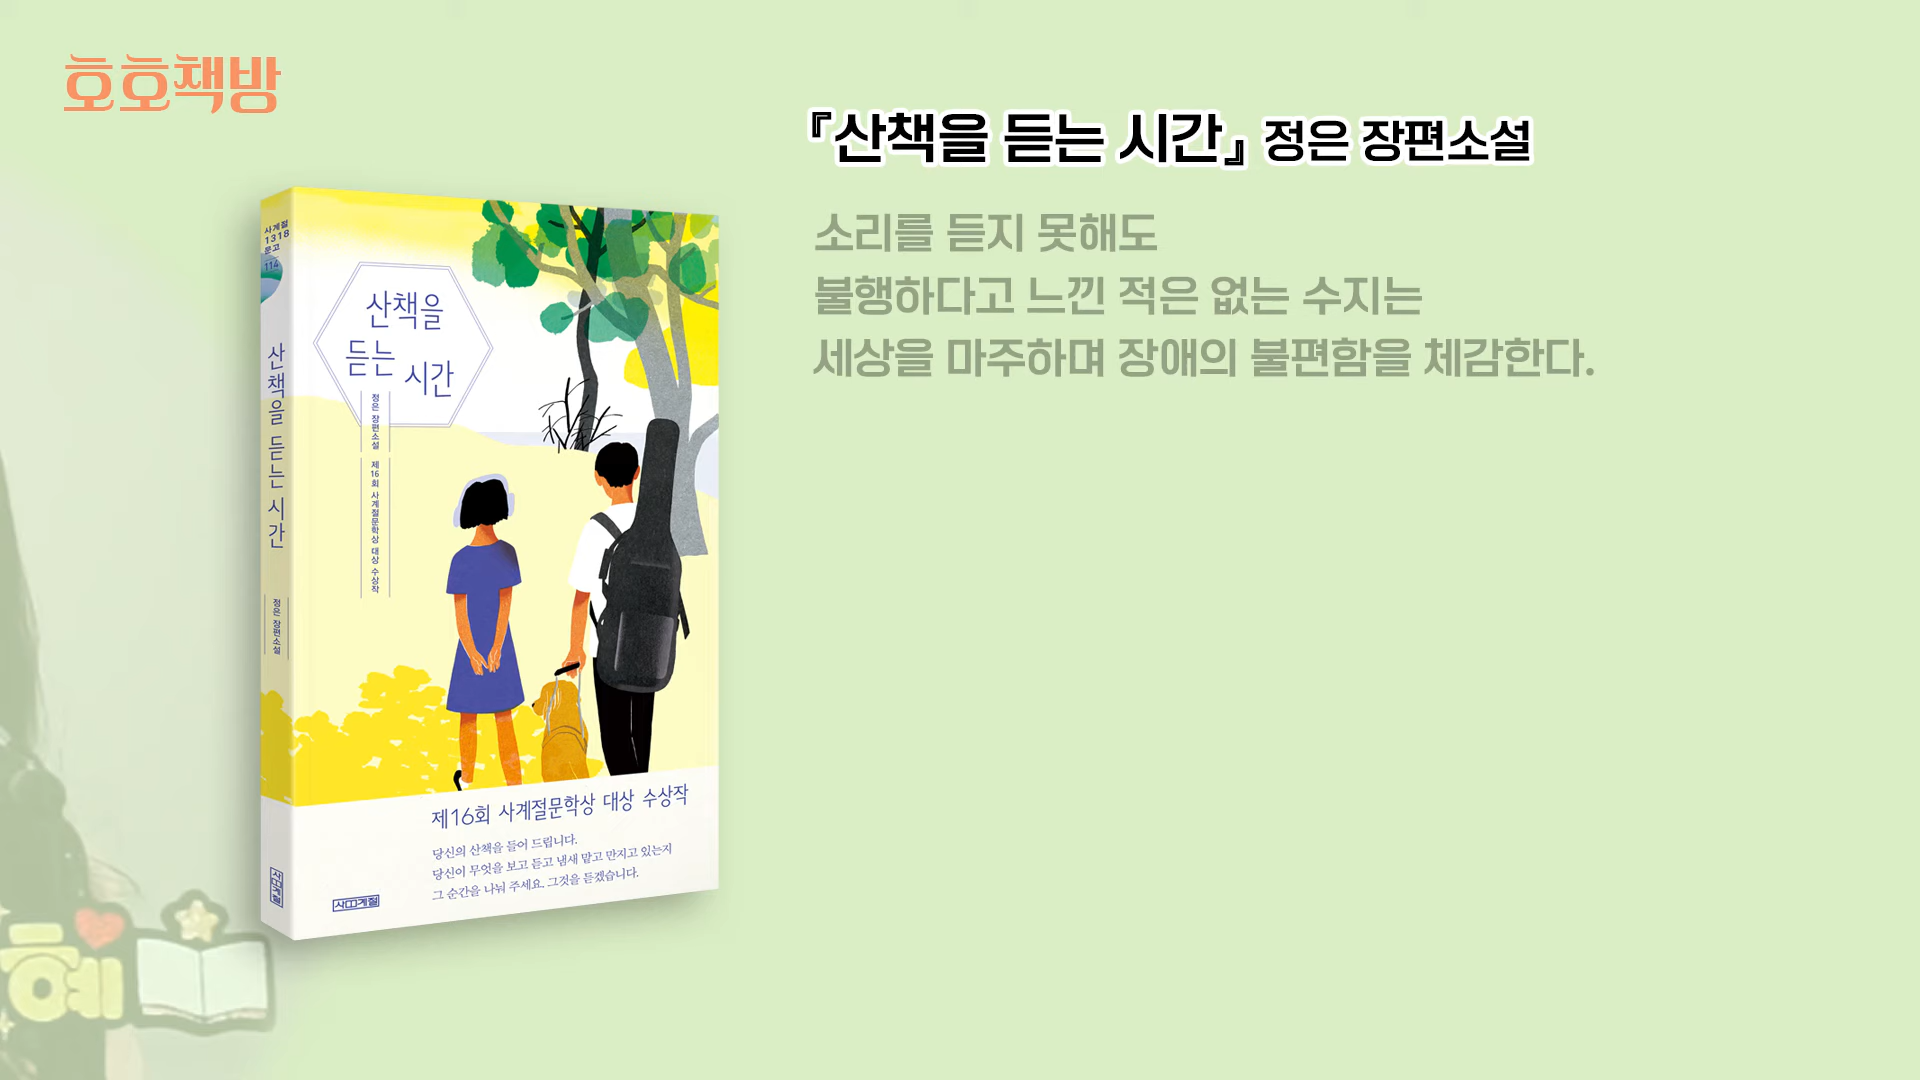 호호책방
『산책을 듣는 시간』 정은 장편소설
소리를 듣지 못해도
불행하다고 느낀 적은 없는 수지는
세상을 마주하며 장애의 불편함을 체감한다.
사계절
1318
문고
114
산책을 듣는 시간
정은 장편소설
사계절
산책을
듣는
시간
정은 장편소설
제16회 사계절문학상 대상 수상작
제16회 사계절문학상 대상 수상작
당신의 산책을 들어 드립니다.
당신이 무엇을 보고 듣고 냄새 맡고 만지고 있는지
그 순간을 나눠 주세요. 그것을 듣겠습니다.
사계절
혜